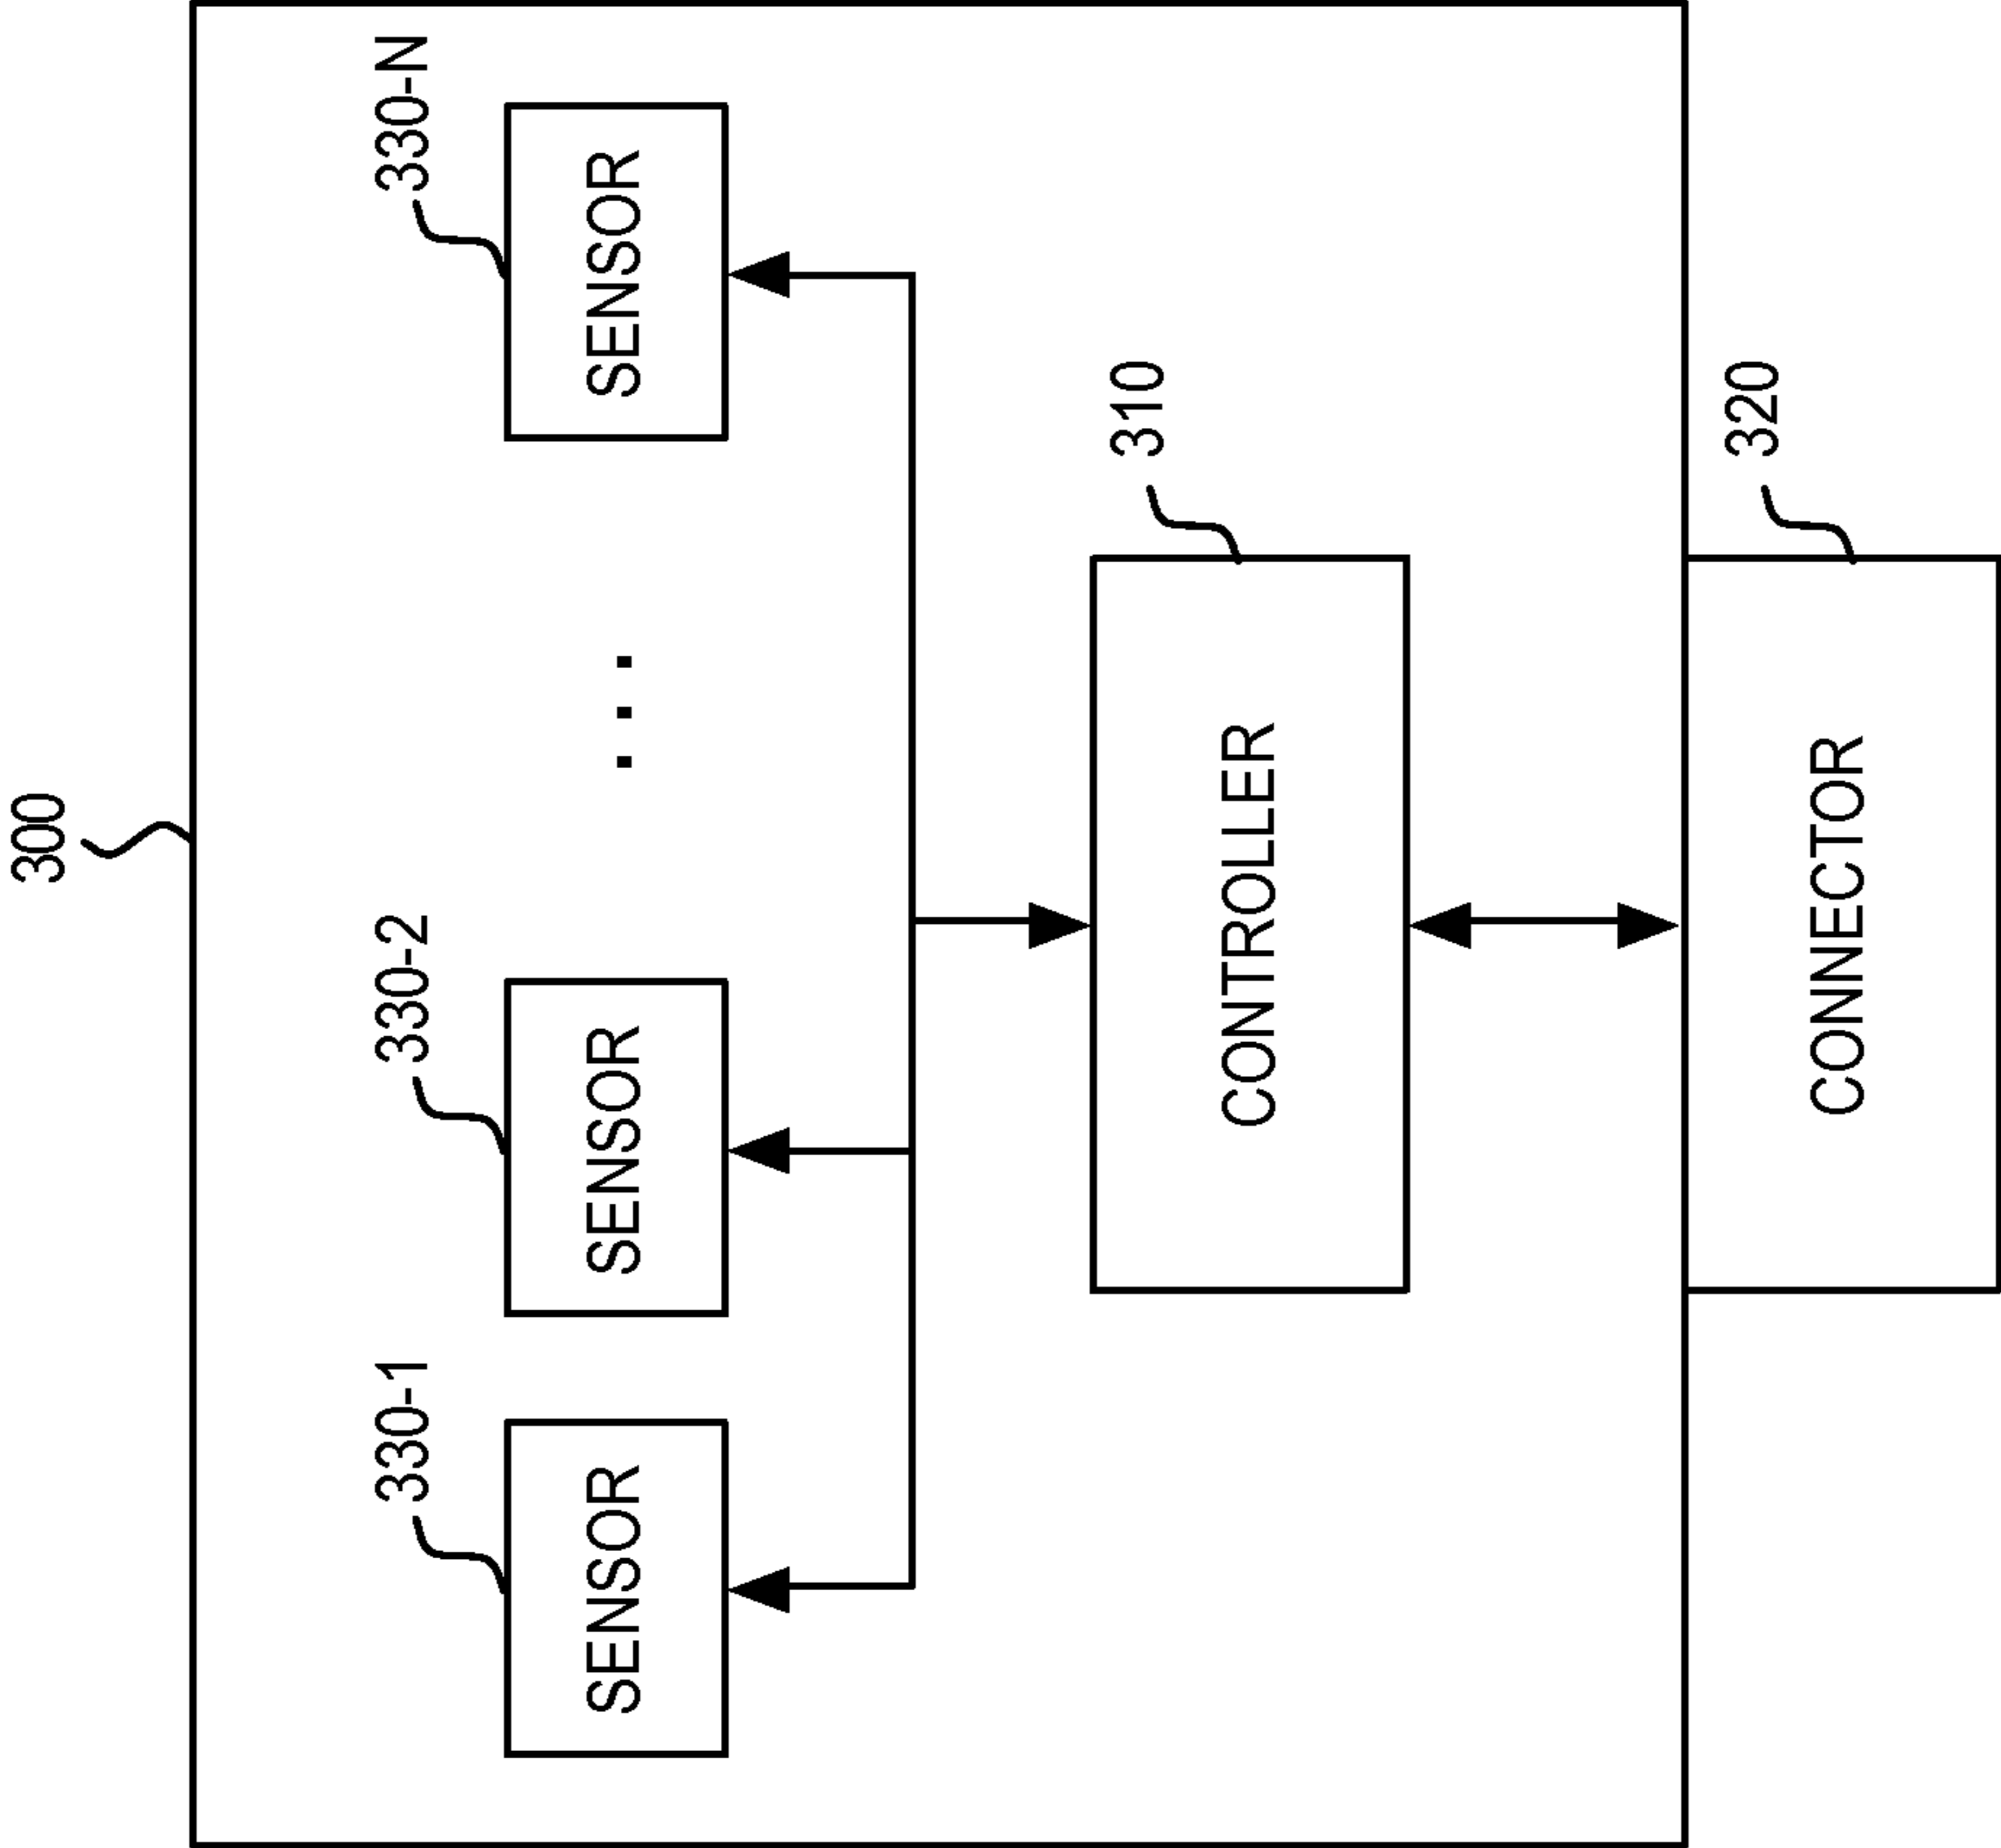 300
330-1
330-2
330-N
SENSOR
SENSOR
SENSOR
310
CONTROLLER
320
CONNECTOR